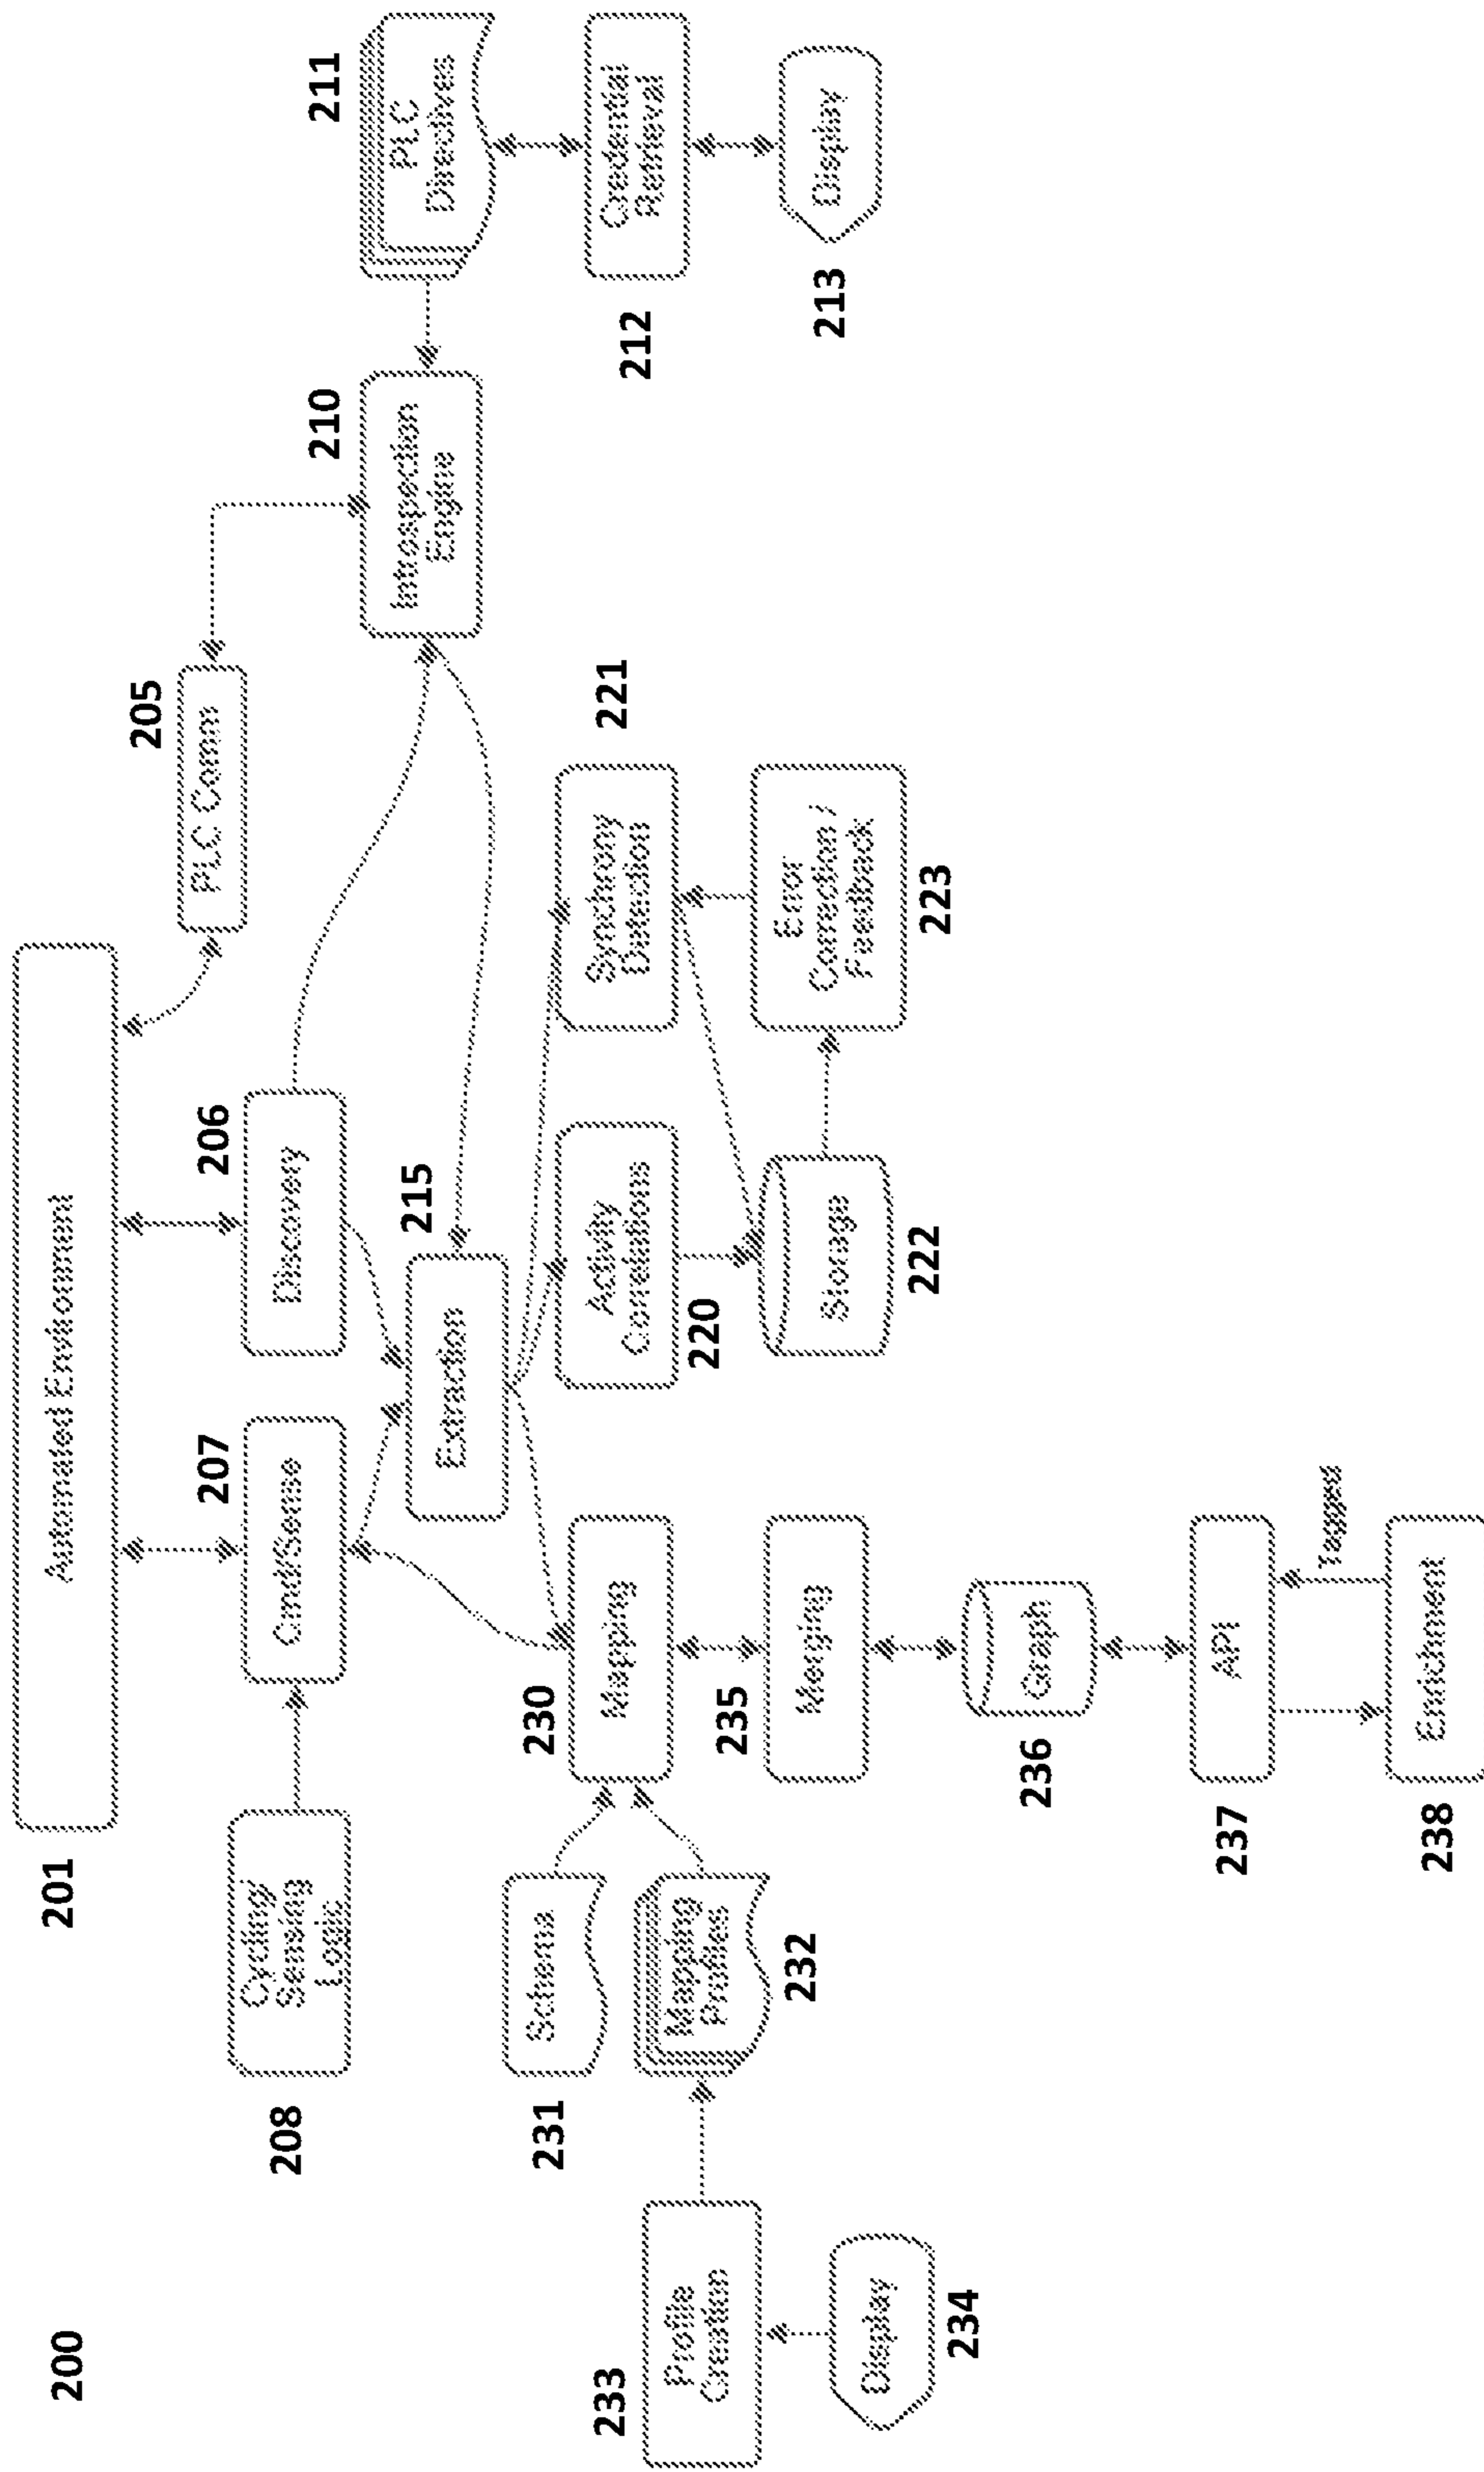 200
201
Automated Environment
205
PLC Comm
206
Discovery
207
Cmd/Sense
208
Cycling/
Sensing
Logic
210
Introspection
Engine
211
PLC
Directives
212
Credential
Retrieval
213
Display
215
Extraction
220
Activity
Correlations
221
Synchrony
Detection
222
Storage
223
Error
Correction /
Feedback
230
Mapping
231
Schema
232
Mapping
Profiles
233
Profile
Creation
234
Display
235
Merging
236
Graph
237
API
Tagged
238
Enrichment